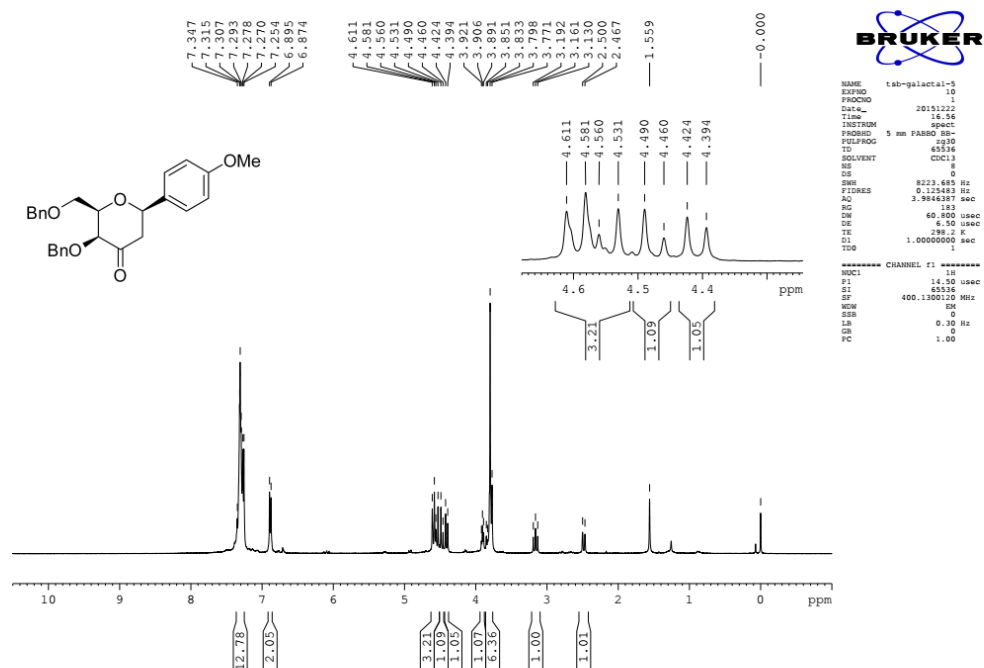 7.347
7.315
7.307
7.293
7.278
7.270
7.254
6.895
6.874
4.611
4.581
4.560
4.531
4.490
4.460
4.424
4.394
3.921
3.906
3.891
3.851
3.833
3.798
3.771
3.192
3.161
3.130
2.500
2.467
1.559
-0.000
BRUKER
NAME tsb-galactal-5
EXPNO 10
PROCNO 1
Date_ 20151222
Time 16.56
INSTRUM spect
PROBHD 5 mm PABBO BB-
PULPROG zg30
TD 65536
SOLVENT CDCl3
NS 8
DS 0
SWH 8223.685 Hz
FIDRES 0.125483 Hz
AQ 3.9846387 sec
RG 183
DW 60.800 usec
DE 6.50 usec
TE 298.2 K
D1 1.00000000 sec
TD0 1
======== CHANNEL f1 ========
NUC1 1H
P1 14.50 usec
SI 65536
SF 400.1300120 MHz
WDW EM
SSB 0
LB 0.30 Hz
GB 0
PC 1.00
OMe
O
BnO
BnO
O
4.611
4.581
4.560
4.531
4.490
4.460
4.424
4.394
4.6 4.5 4.4 ppm
3.21
1.09
1.05
10 9 8 7 6 5 4 3 2 1 0 ppm
12.78
2.05
3.21
1.09
1.05
1.07
6.36
1.00
1.01